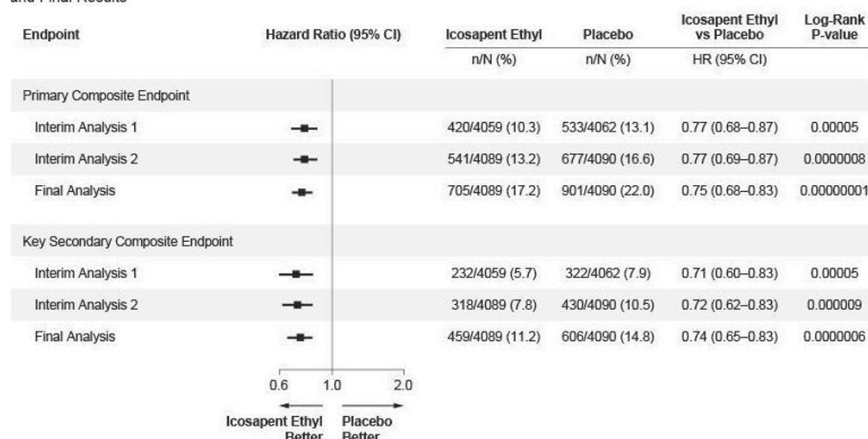 and Final Results
Endpoint Hazard Ratio (95% CI) Icosapent Ethyl Placebo Icosapent Ethyl vs Placebo Log-Rank P-value
n/N (%) n/N (%) HR (95% CI)
Primary Composite Endpoint
Interim Analysis 1 420/4059 (10.3) 533/4062 (13.1) 0.77 (0.68–0.87) 0.00005
Interim Analysis 2 541/4089 (13.2) 677/4090 (16.6) 0.77 (0.69–0.87) 0.0000008
Final Analysis 705/4089 (17.2) 901/4090 (22.0) 0.75 (0.68–0.83) 0.00000001
Key Secondary Composite Endpoint
Interim Analysis 1 232/4059 (5.7) 322/4062 (7.9) 0.71 (0.60–0.83) 0.00005
Interim Analysis 2 318/4089 (7.8) 430/4090 (10.5) 0.72 (0.62–0.83) 0.000009
Final Analysis 459/4089 (11.2) 606/4090 (14.8) 0.74 (0.65–0.83) 0.0000006
0.6 1.0 2.0
Icosapent Ethyl Placebo
Better Better